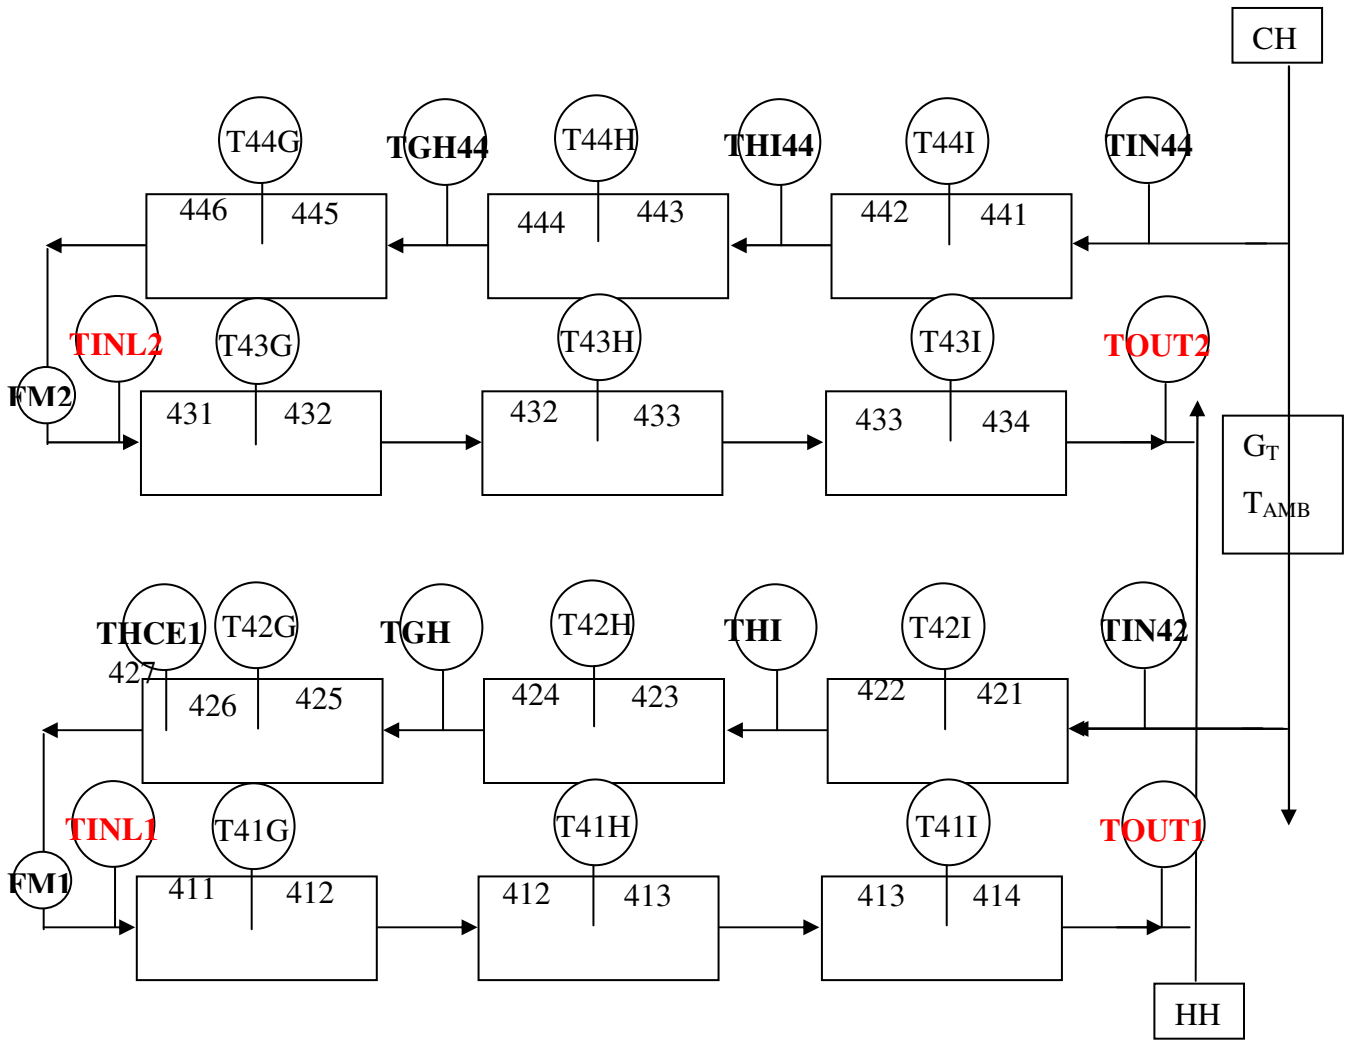 CH
T44G TGH44 T44H THI44 T44I TIN44
446 445 444 443 442 441
TINL2 T43G T43H T43I TOUT2
FM2
431 432 432 433 433 434
G_T
T_AMB
THCE1 T42G TGH T42H THI T42I TIN42
427
426 425 424 423 422 421
TINL1 T41G T41H T41I TOUT1
FM1
411 412 412 413 413 414
HH